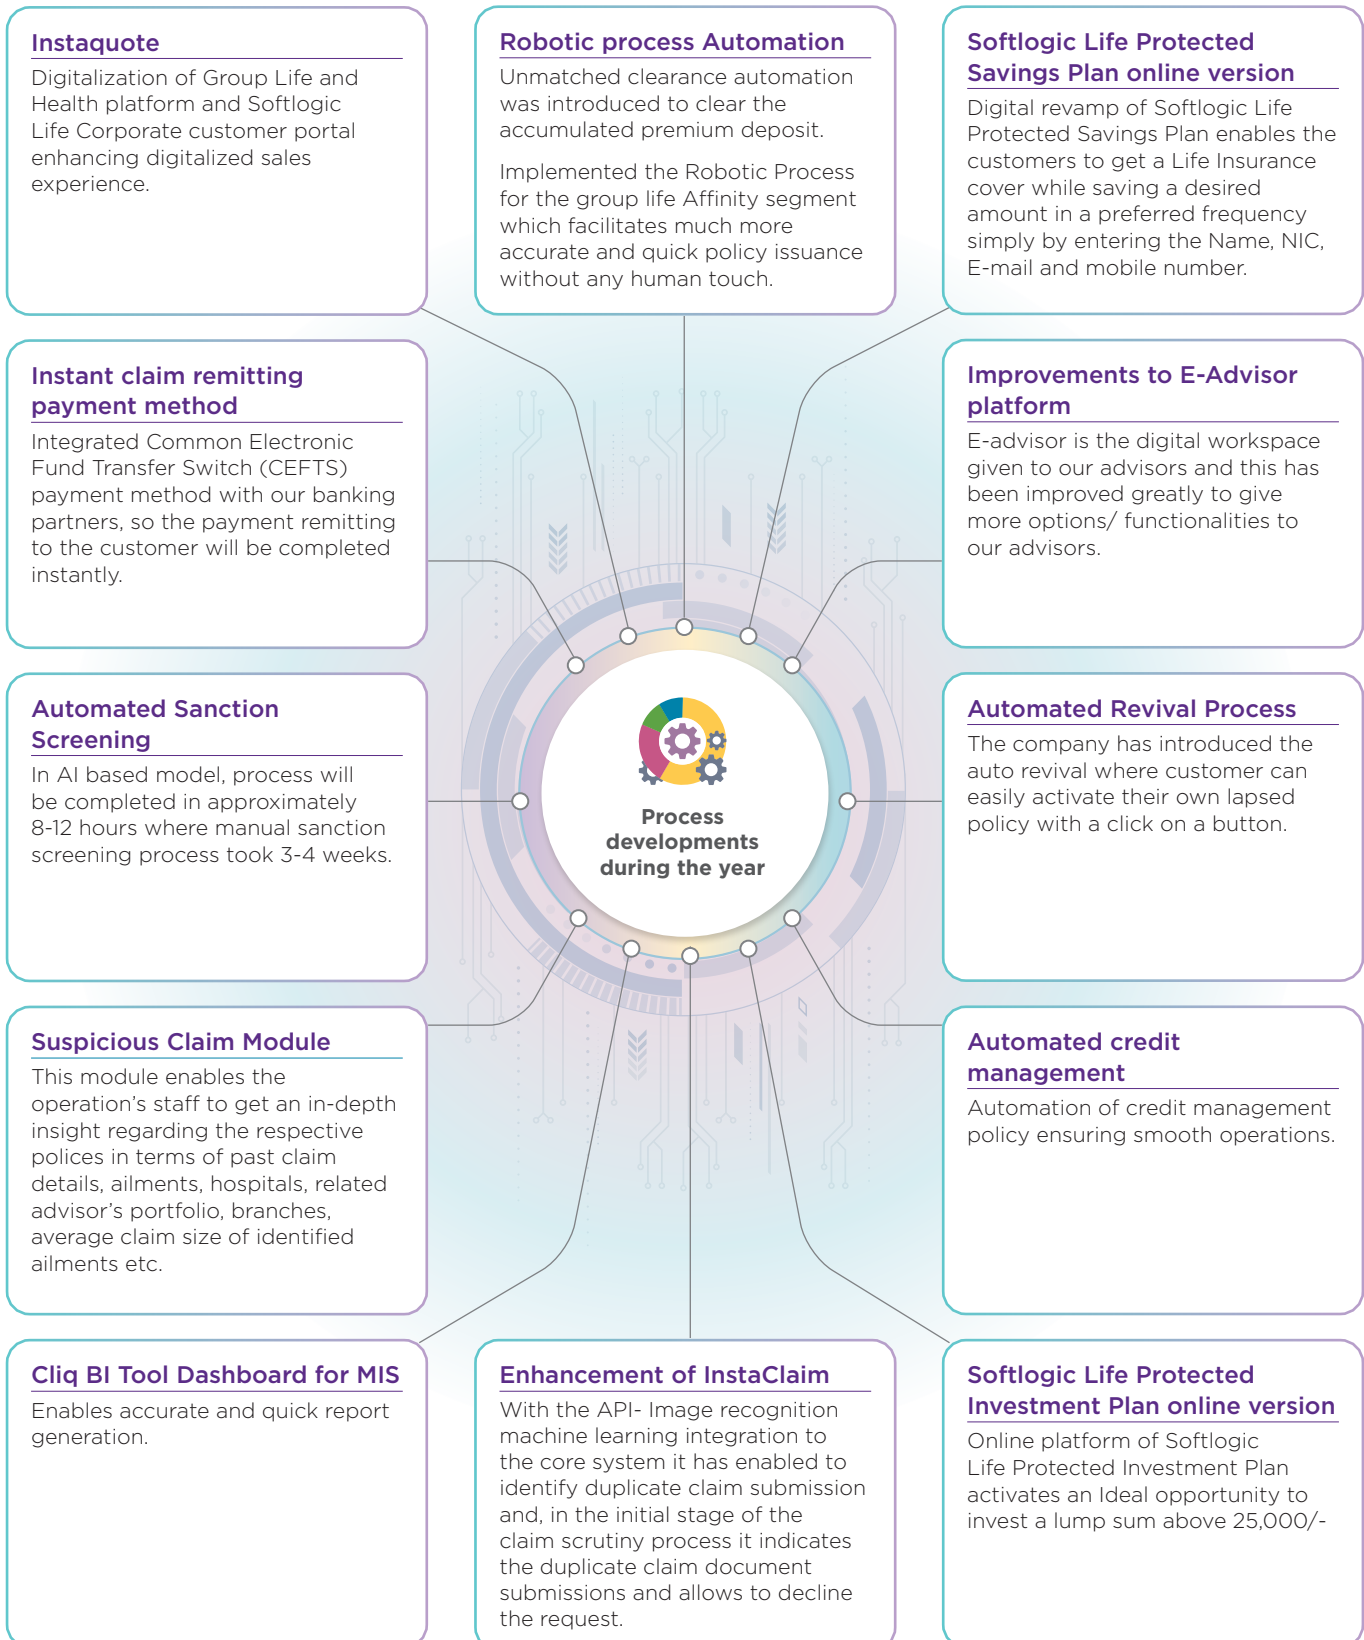 Instaquote
Digitalization of Group Life and
Health platform and Softlogic
Life Corporate customer portal
enhancing digitalized sales
experience.
Robotic process Automation
Unmatched clearance automation
was introduced to clear the
accumulated premium deposit.
Implemented the Robotic Process
for the group life Affinity segment
which facilitates much more
accurate and quick policy issuance
without any human touch.
Softlogic Life Protected
Savings Plan online version
Digital revamp of Softlogic Life
Protected Savings Plan enables the
customers to get a Life Insurance
cover while saving a desired
amount in a preferred frequency
simply by entering the Name, NIC,
E-mail and mobile number.
Instant claim remitting
payment method
Integrated Common Electronic
Fund Transfer Switch (CEFTS)
payment method with our banking
partners, so the payment remitting
to the customer will be completed
instantly.
Improvements to E-Advisor
platform
E-advisor is the digital workspace
given to our advisors and this has
been improved greatly to give
more options/ functionalities to
our advisors.
Automated Sanction
Screening
In AI based model, process will
be completed in approximately
8-12 hours where manual sanction
screening process took 3-4 weeks.
Process
developments
during the year
Automated Revival Process
The company has introduced the
auto revival where customer can
easily activate their own lapsed
policy with a click on a button.
Suspicious Claim Module
This module enables the
operation's staff to get an in-depth
insight regarding the respective
polices in terms of past claim
details, ailments, hospitals, related
advisor's portfolio, branches,
average claim size of identified
ailments etc.
Automated credit
management
Automation of credit management
policy ensuring smooth operations.
Cliq BI Tool Dashboard for MIS
Enables accurate and quick report
generation.
Enhancement of InstaClaim
With the API- Image recognition
machine learning integration to
the core system it has enabled to
identify duplicate claim submission
and, in the initial stage of the
claim scrutiny process it indicates
the duplicate claim document
submissions and allows to decline
the request.
Softlogic Life Protected
Investment Plan online version
Online platform of Softlogic
Life Protected Investment Plan
activates an Ideal opportunity to
invest a lump sum above 25,000/-